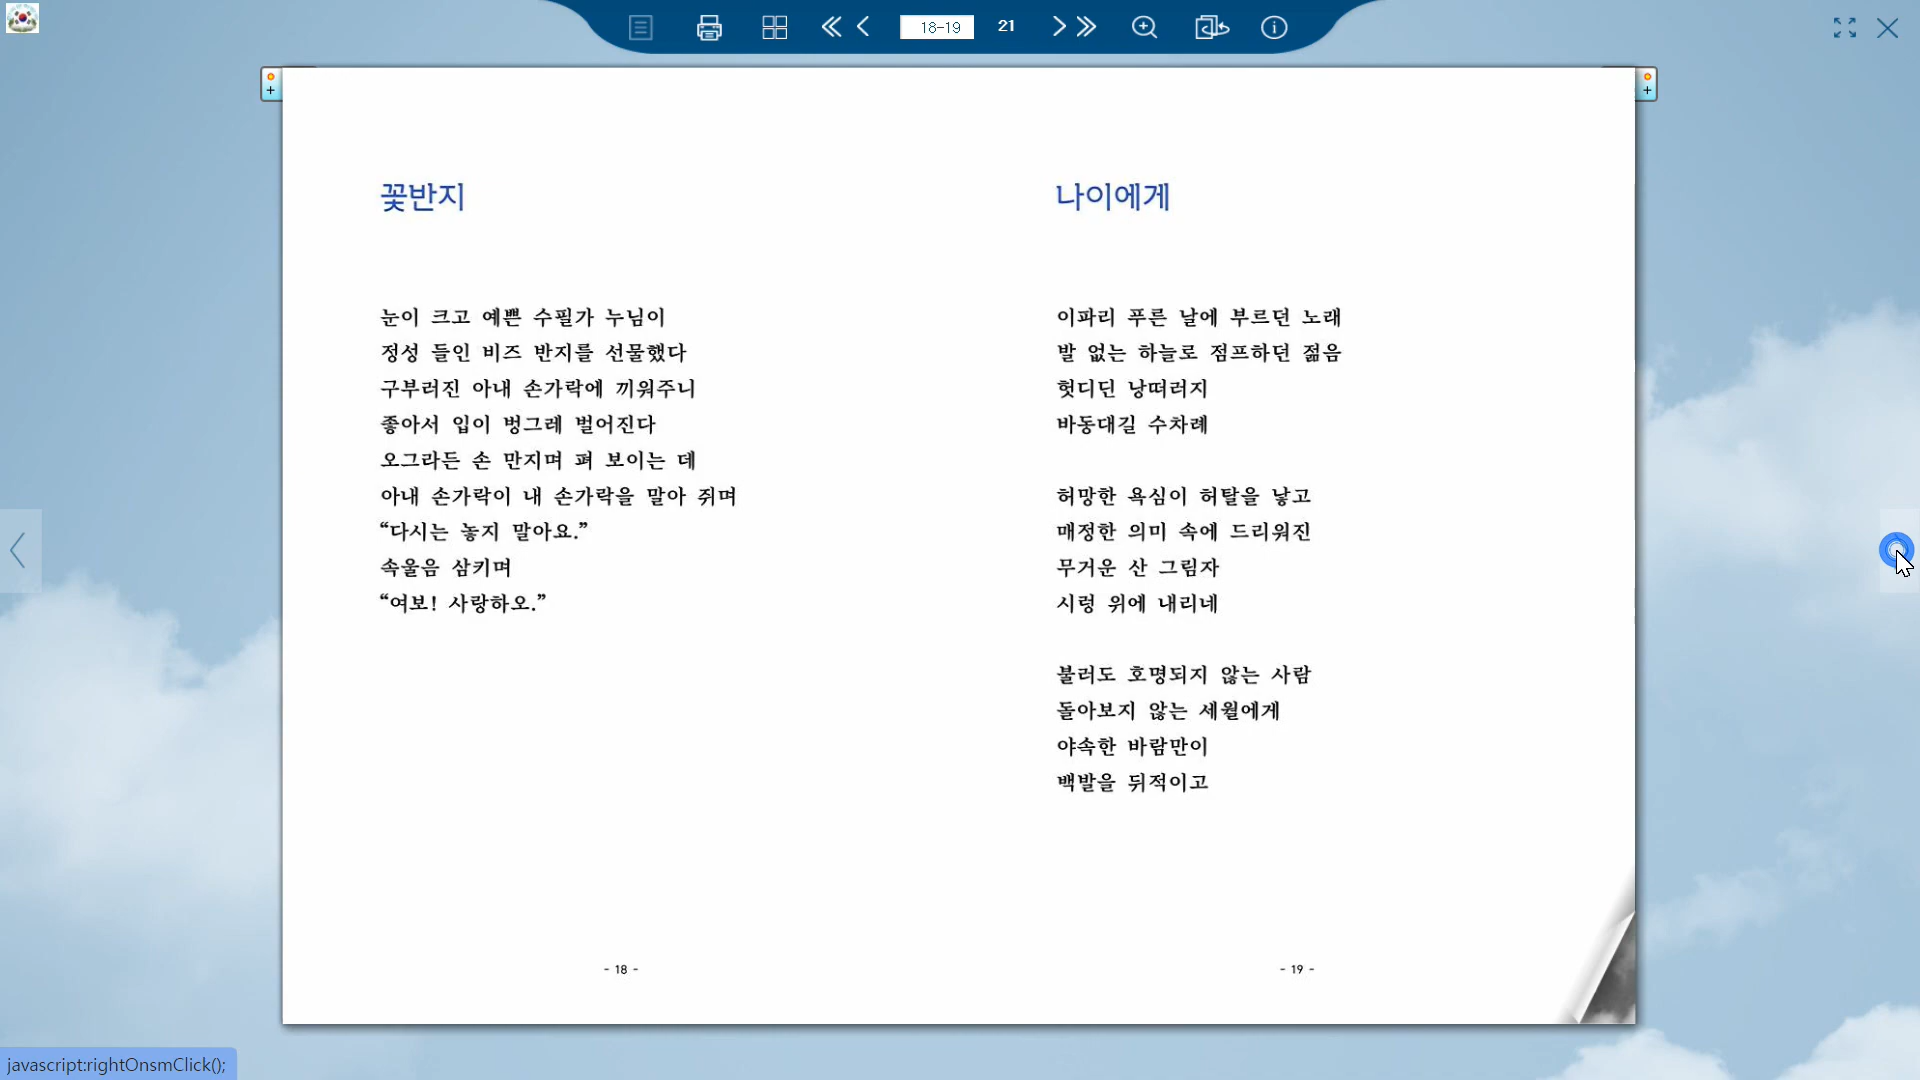 18-19
21
꽃반지
눈이 크고 예쁜 수필가 누님이
정성 들인 비즈 반지를 선물했다
구부러진 아내 손가락에 끼워주니
좋아서 입이 벙그레 벌어진다
오그라든 손 만지며 펴 보이는 데
아내 손가락이 내 손가락을 말아 쥐며
“다시는 놓지 말아요.”
속울음 삼키며
“여보! 사랑하오.”
- 18 -
나이에게
이파리 푸른 날에 부르던 노래
발 없는 하늘로 점프하던 젊음
헛디딘 낭떠러지
바동대길 수차례
허망한 욕심이 허탈을 낳고
매정한 의미 속에 드리워진
무거운 산 그림자
시렁 위에 내리네
불러도 호명되지 않는 사람
돌아보지 않는 세월에게
야속한 바람만이
백발을 뒤적이고
- 19 -
javascript:rightOnsmClick();